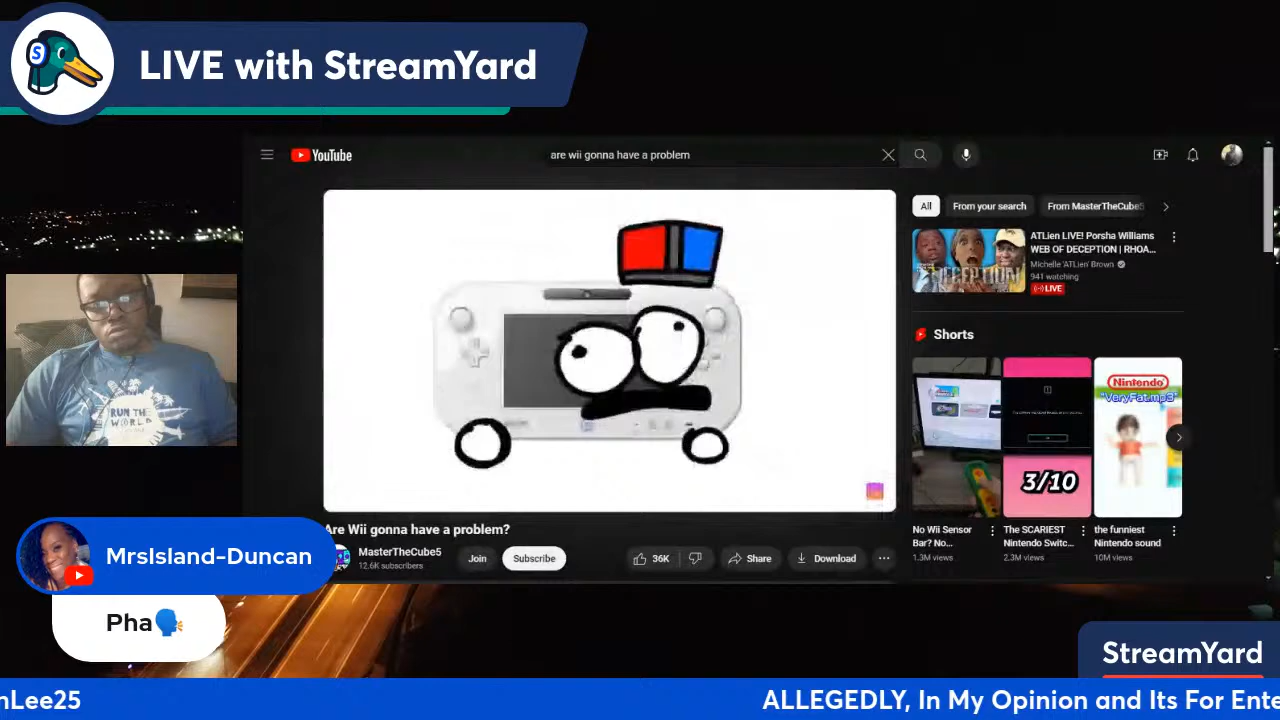 LIVE with StreamYard
YouTube
are wii gonna have a problem
All
From your search
From MasterTheCube5
ATLien LIVE! Porsha Williams
WEB OF DECEPTION | RHOA...
Michelle 'ATLien' Brown
941 watching
LIVE
DECEPTION
Shorts
Nintendo
"VeryFat.mp3"
3/10
RUN THE
WORLD
No Wii Sensor
Bar? No...
1.3M views
The SCARIEST
Nintendo Switc...
2.3M views
the funniest
Nintendo sound
10M views
Are Wii gonna have a problem?
MasterTheCube5
12.6K subscribers
Join
Subscribe
36K
Share
Download
MrsIsland-Duncan
Pha🗣️
StreamYard
nLee25
ALLEGEDLY, In My Opinion and Its For Ente